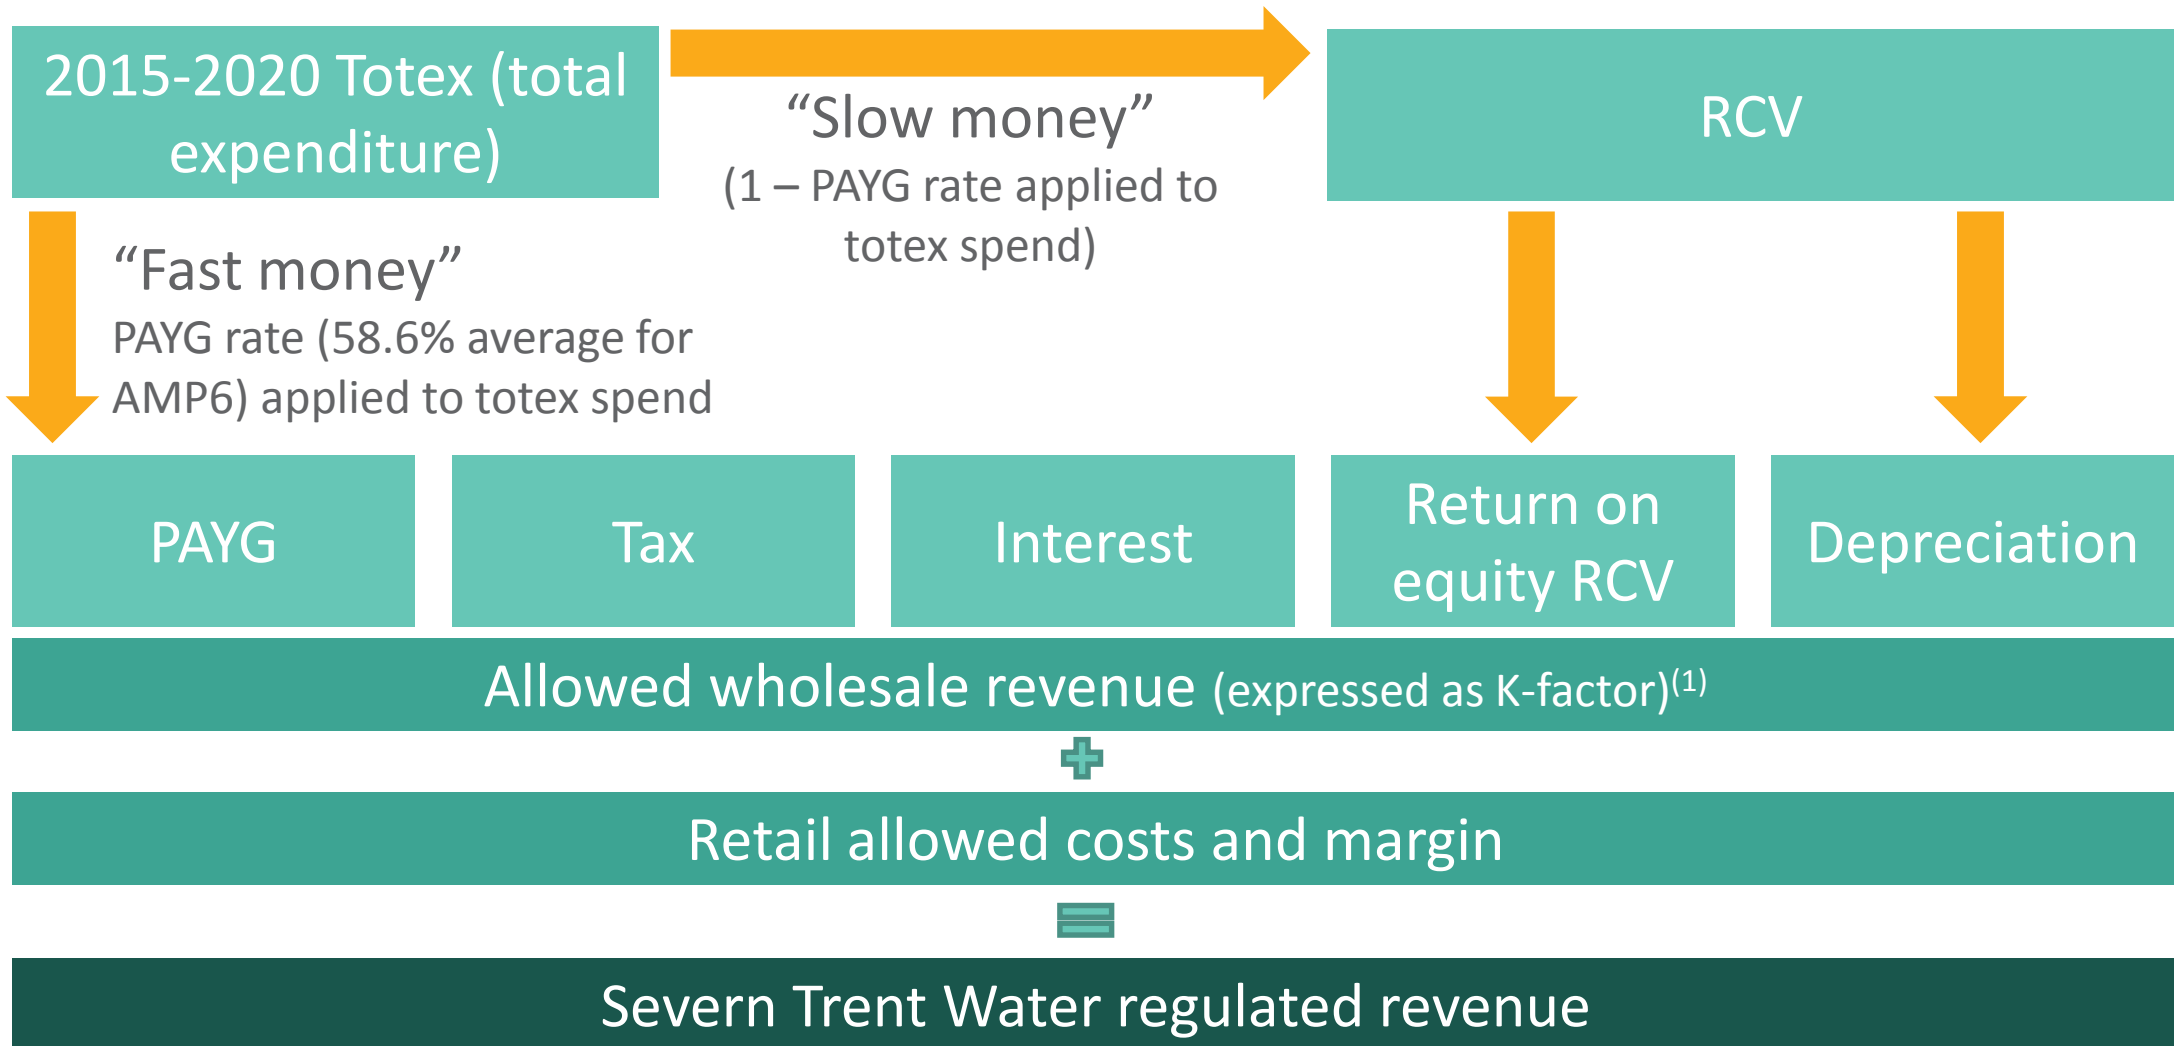 2015-2020 Totex (total
expenditure)
“Slow money”
(1 – PAYG rate applied to
totex spend)
RCV
“Fast money”
PAYG rate (58.6% average for
AMP6) applied to totex spend
PAYG
Tax
Interest
Return on
equity RCV
Depreciation
Allowed wholesale revenue (expressed as K-factor)(1)
Retail allowed costs and margin
Severn Trent Water regulated revenue